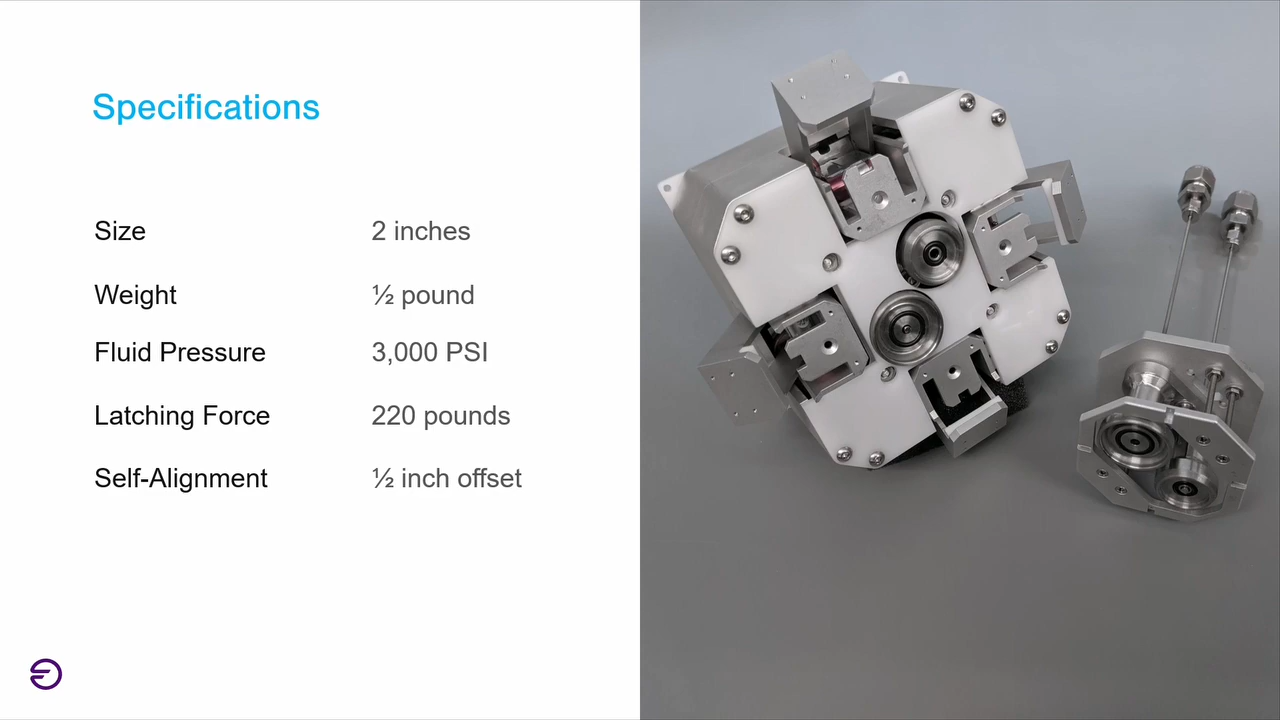 Specifications
Size 2 inches
Weight ½ pound
Fluid Pressure 3,000 PSI
Latching Force 220 pounds
Self-Alignment ½ inch offset